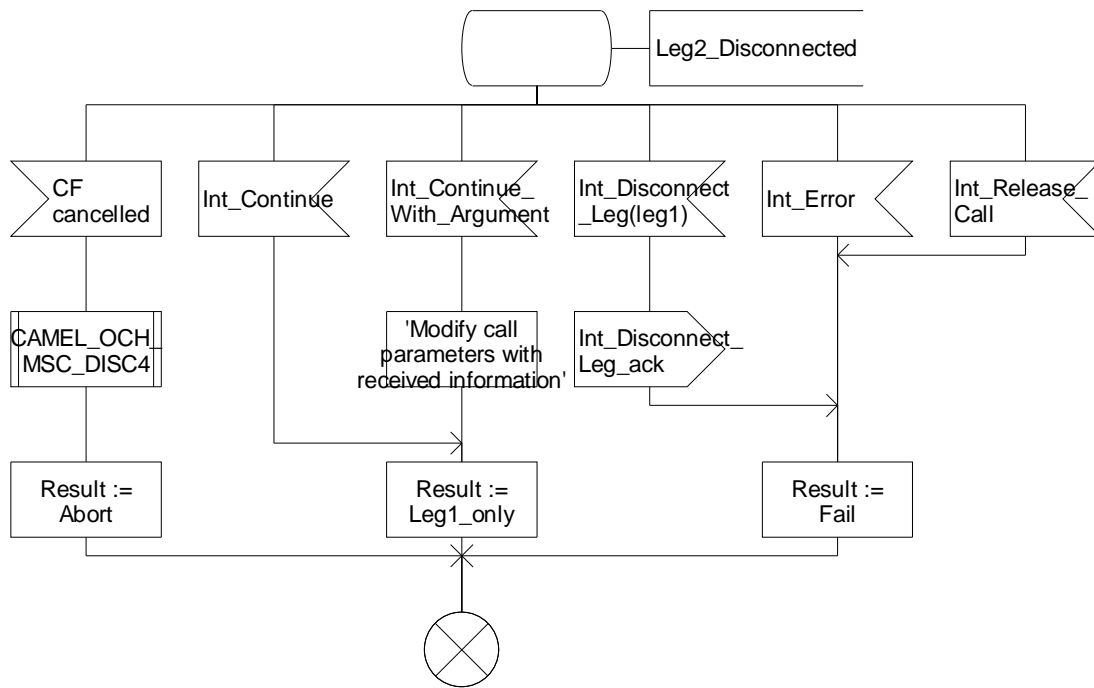 Leg2_Disconnected
CF
cancelled
Int_Continue
Int_Continue_
With_Argument
Int_Disconnect
_Leg(leg1)
Int_Error
Int_Release_
Call
CAMEL_OCH_
MSC_DISC4
'Modify call
parameters with
received information'
Int_Disconnect_
Leg_ack
Result :=
Abort
Result :=
Leg1_only
Result :=
Fail